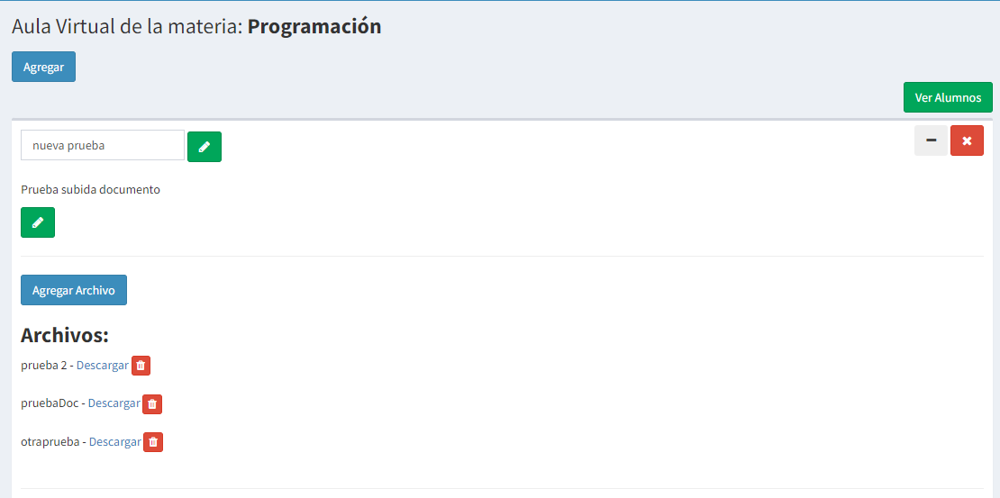 Aula Virtual de la materia: Programación
Agregar
Ver Alumnos
nueva prueba
Prueba subida documento
Agregar Archivo
Archivos:
prueba 2 - Descargar
pruebaDoc - Descargar
otraprueba - Descargar